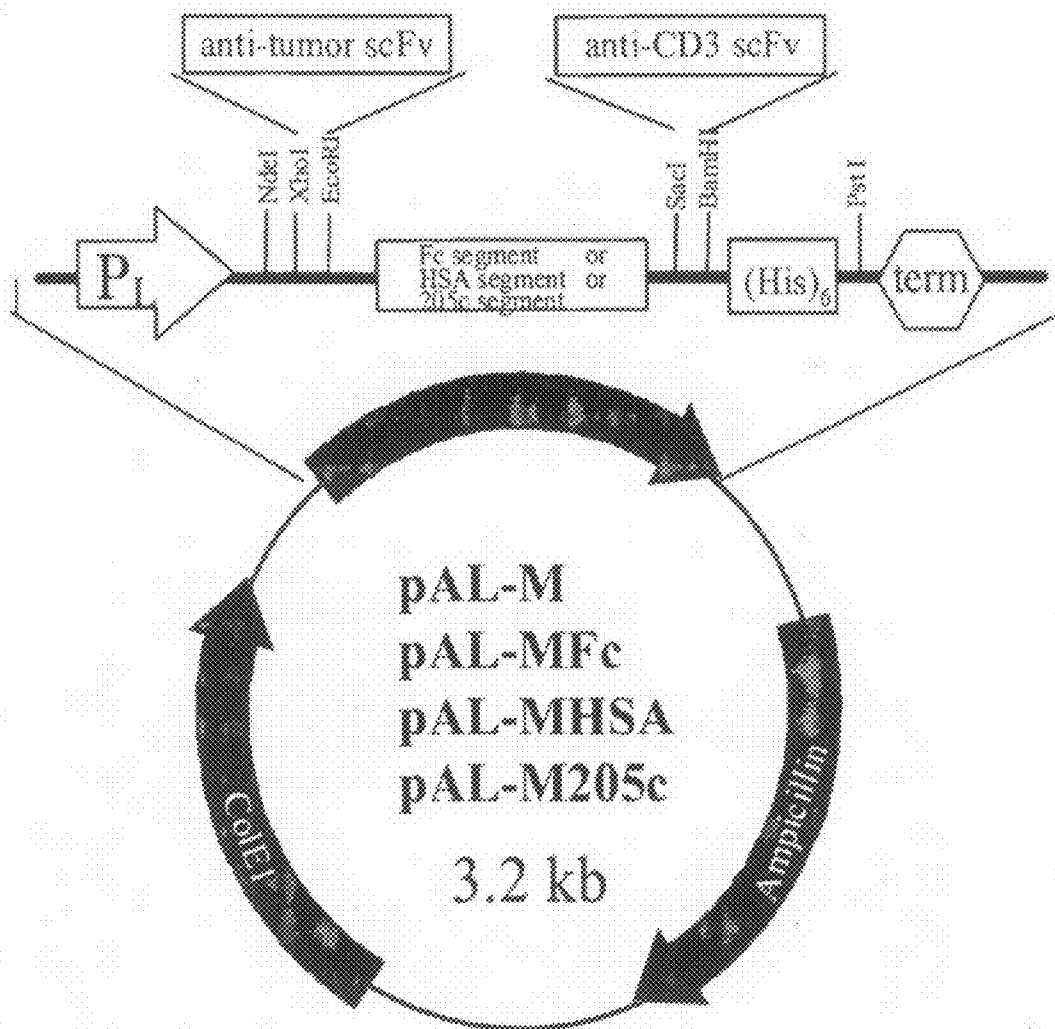 anti-tumor scFv
anti-CD3 scFv
NdeI
XhoI
EcoRI
SacI
BamHI
Pst I
PL
Fc segment or
HSA segment or
205c segment
(His)6
term
pAL-M
pAL-MFc
pAL-MHSA
pAL-M205c
3.2 kb
Ampicillin
ColE1